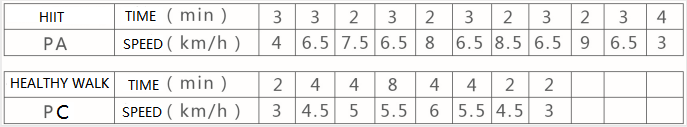 HIIT TIME (min) 3 3 2 3 2 3 2 3 2 3 4
PA SPEED (km/h) 4 6.5 7.5 6.5 8 6.5 8.5 6.5 9 6.5 3
HEALTHY WALK TIME (min) 2 4 4 8 4 4 2 2
PC SPEED (km/h) 3 4.5 5 5.5 6 5.5 4.5 3